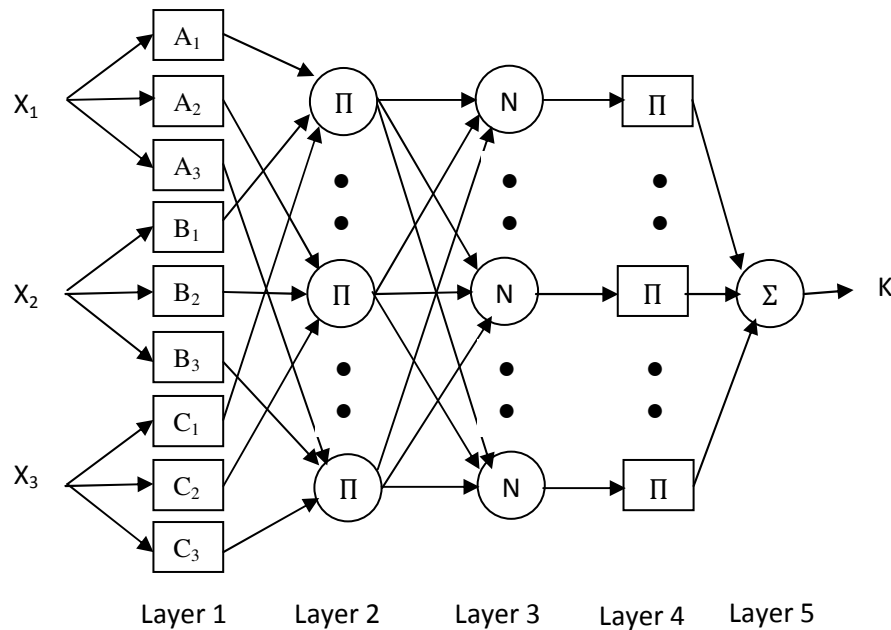 A₁
A₂
A₃
B₁
B₂
B₃
C₁
C₂
C₃
X₁
X₂
X₃
Π
Π
Π
N
N
N
Π
Π
Π
Σ
K
Layer 1 Layer 2 Layer 3 Layer 4 Layer 5